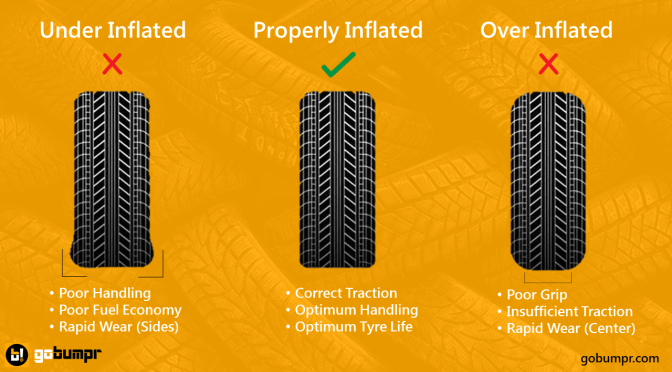 Under Inflated
Properly Inflated
Over Inflated
• Poor Handling
• Poor Fuel Economy
• Rapid Wear (Sides)
• Correct Traction
• Optimum Handling
• Optimum Tyre Life
• Poor Grip
• Insufficient Traction
• Rapid Wear (Center)
b! gobumpr
gobumpr.com